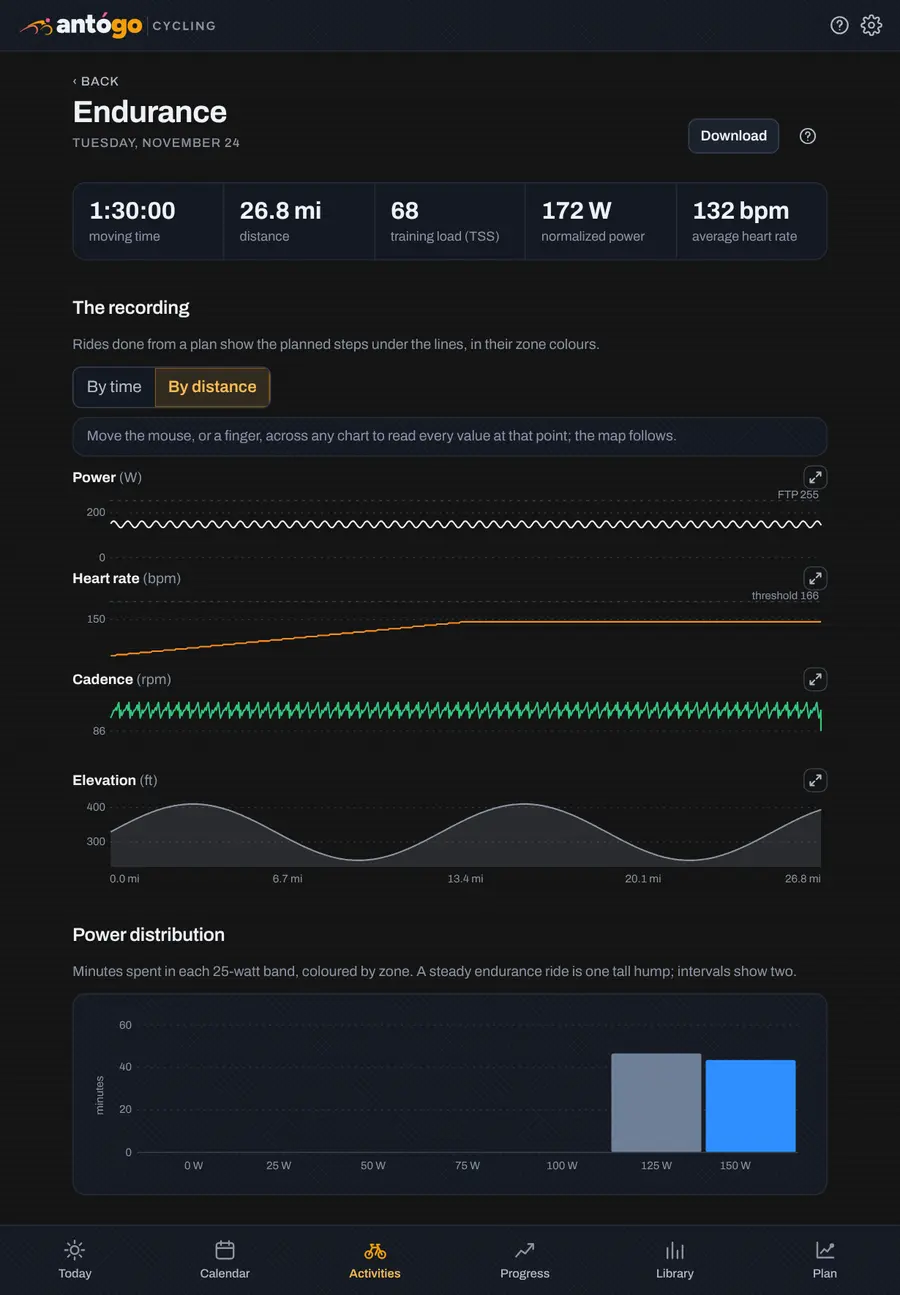 antógo CYCLING
‹ BACK
Endurance
TUESDAY, NOVEMBER 24
Download
1:30:00
moving time
26.8 mi
distance
68
training load (TSS)
172 W
normalized power
132 bpm
average heart rate
The recording
Rides done from a plan show the planned steps under the lines, in their zone colours.
By time
By distance
Move the mouse, or a finger, across any chart to read every value at that point; the map follows.
Power (W)
FTP 255
200
0
Heart rate (bpm)
threshold 166
150
Cadence (rpm)
86
Elevation (ft)
400
300
0.0 mi 6.7 mi 13.4 mi 20.1 mi 26.8 mi
Power distribution
Minutes spent in each 25-watt band, coloured by zone. A steady endurance ride is one tall hump; intervals show two.
60
40
20
0
minutes
0 W 25 W 50 W 75 W 100 W 125 W 150 W
Today Calendar Activities Progress Library Plan